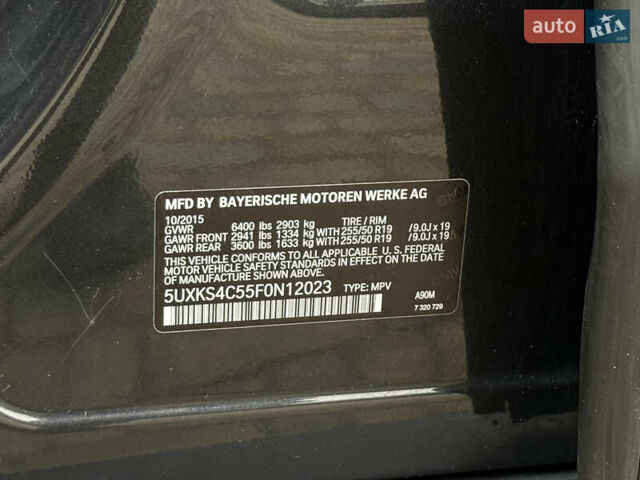 auto RIA .com
MFD BY BAYERISCHE MOTOREN WERKE AG
10/2015 TIRE / RIM
GVWR 6400 lbs 2903 kg
GAWR FRONT 2941 lbs 1334 kg WITH 255/50 R19 / 9.0J x 19
GAWR REAR 3600 lbs 1633 kg WITH 255/50 R19 / 9.0J x 19
THIS VEHICLE CONFORMS TO ALL APPLICABLE U. S. FEDERAL
MOTOR VEHICLE SAFETY STANDARDS IN EFFECT ON THE
DATE OF MANUFACTURE SHOWN ABOVE.
5UXKS4C55F0N12023 TYPE: MPV
A90M
7 320 729